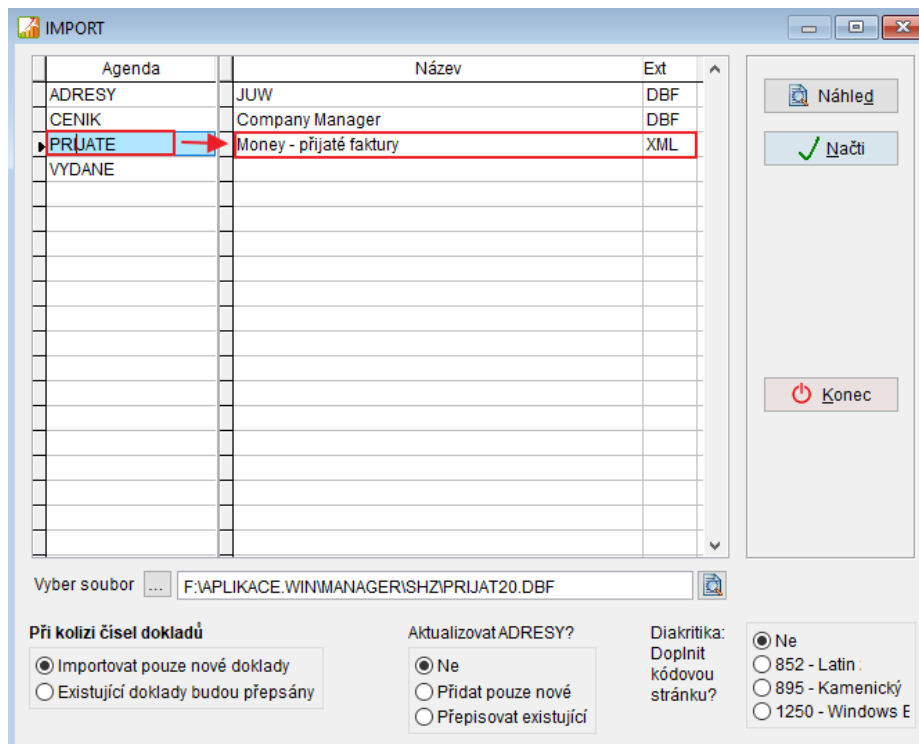 IMPORT
Agenda Název Ext
ADRESY JUW DBF
CENIK Company Manager DBF
PRIJATE Money - přijaté faktury XML
VYDANE
Náhled
Načti
Konec
Vyber soubor ... F:\APLIKACE.WIN\MANAGER\SHZ\PRIJAT20.DBF
Při kolizi čísel dokladů
Importovat pouze nové doklady
Existující doklady budou přepsány
Aktualizovat ADRESY?
Ne
Přidat pouze nové
Přepisovat existující
Diakritika:
Doplnit
kódovou
stránku?
Ne
852 - Latin
895 - Kamenický
1250 - Windows E